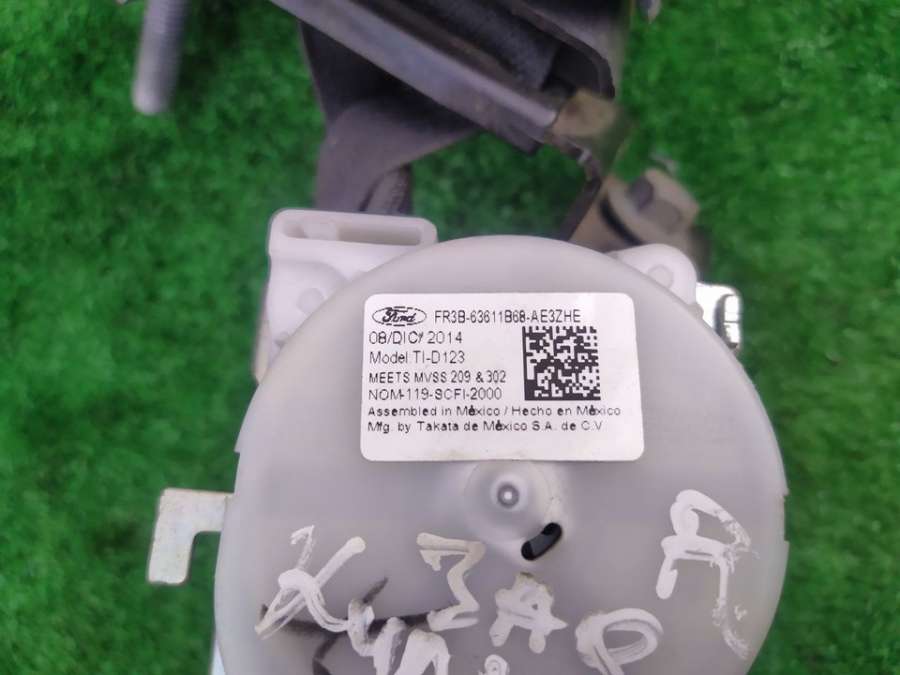 Ford FR3B-63611B68-AE3ZHE
08/DIC/2014
Model:TI-D123
MEETS MVSS 209 & 302
NOM-119-SCFI-2000
Assembled in México / Hecho en México
Mfg. by Takata de México S.A. de C.V